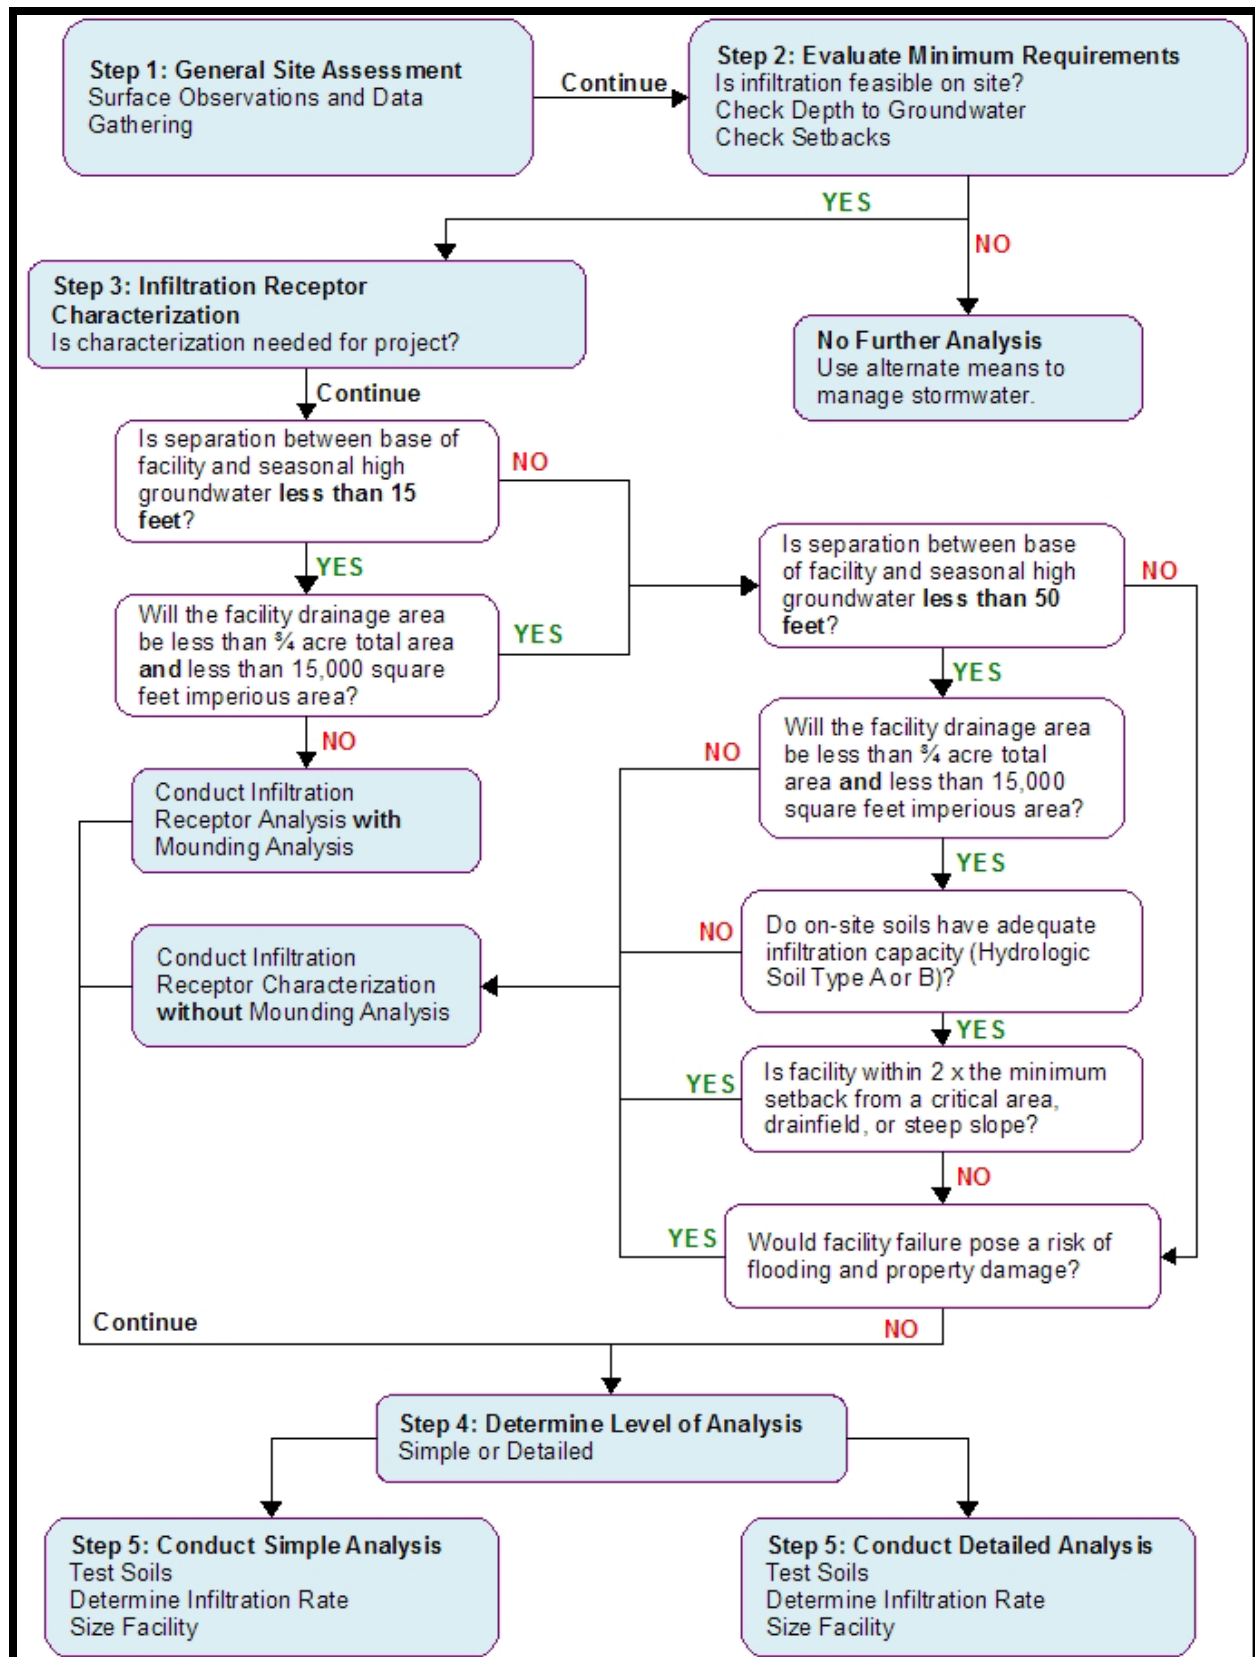 Step 1: General Site Assessment
Surface Observations and Data
Gathering
Continue
Step 2: Evaluate Minimum Requirements
Is infiltration feasible on site?
Check Depth to Groundwater
Check Setbacks
YES
NO
Step 3: Infiltration Receptor
Characterization
Is characterization needed for project?
No Further Analysis
Use alternate means to
manage stormwater.
Continue
Is separation between base of
facility and seasonal high
groundwater less than 15
feet?
NO
YES
Is separation between base
of facility and seasonal high
groundwater less than 50
feet?
NO
Will the facility drainage area
be less than ¾ acre total area
and less than 15,000 square
feet imperious area?
YES
NO
YES
Will the facility drainage area
be less than ¾ acre total
area and less than 15,000
square feet imperious area?
NO
YES
Conduct Infiltration
Receptor Analysis with
Mounding Analysis
Do on-site soils have adequate
infiltration capacity (Hydrologic
Soil Type A or B)?
NO
YES
Conduct Infiltration
Receptor Characterization
without Mounding Analysis
Is facility within 2 x the minimum
setback from a critical area,
drainfield, or steep slope?
YES
NO
Would facility failure pose a risk of
flooding and property damage?
YES
NO
Continue
Step 4: Determine Level of Analysis
Simple or Detailed
Step 5: Conduct Simple Analysis
Test Soils
Determine Infiltration Rate
Size Facility
Step 5: Conduct Detailed Analysis
Test Soils
Determine Infiltration Rate
Size Facility